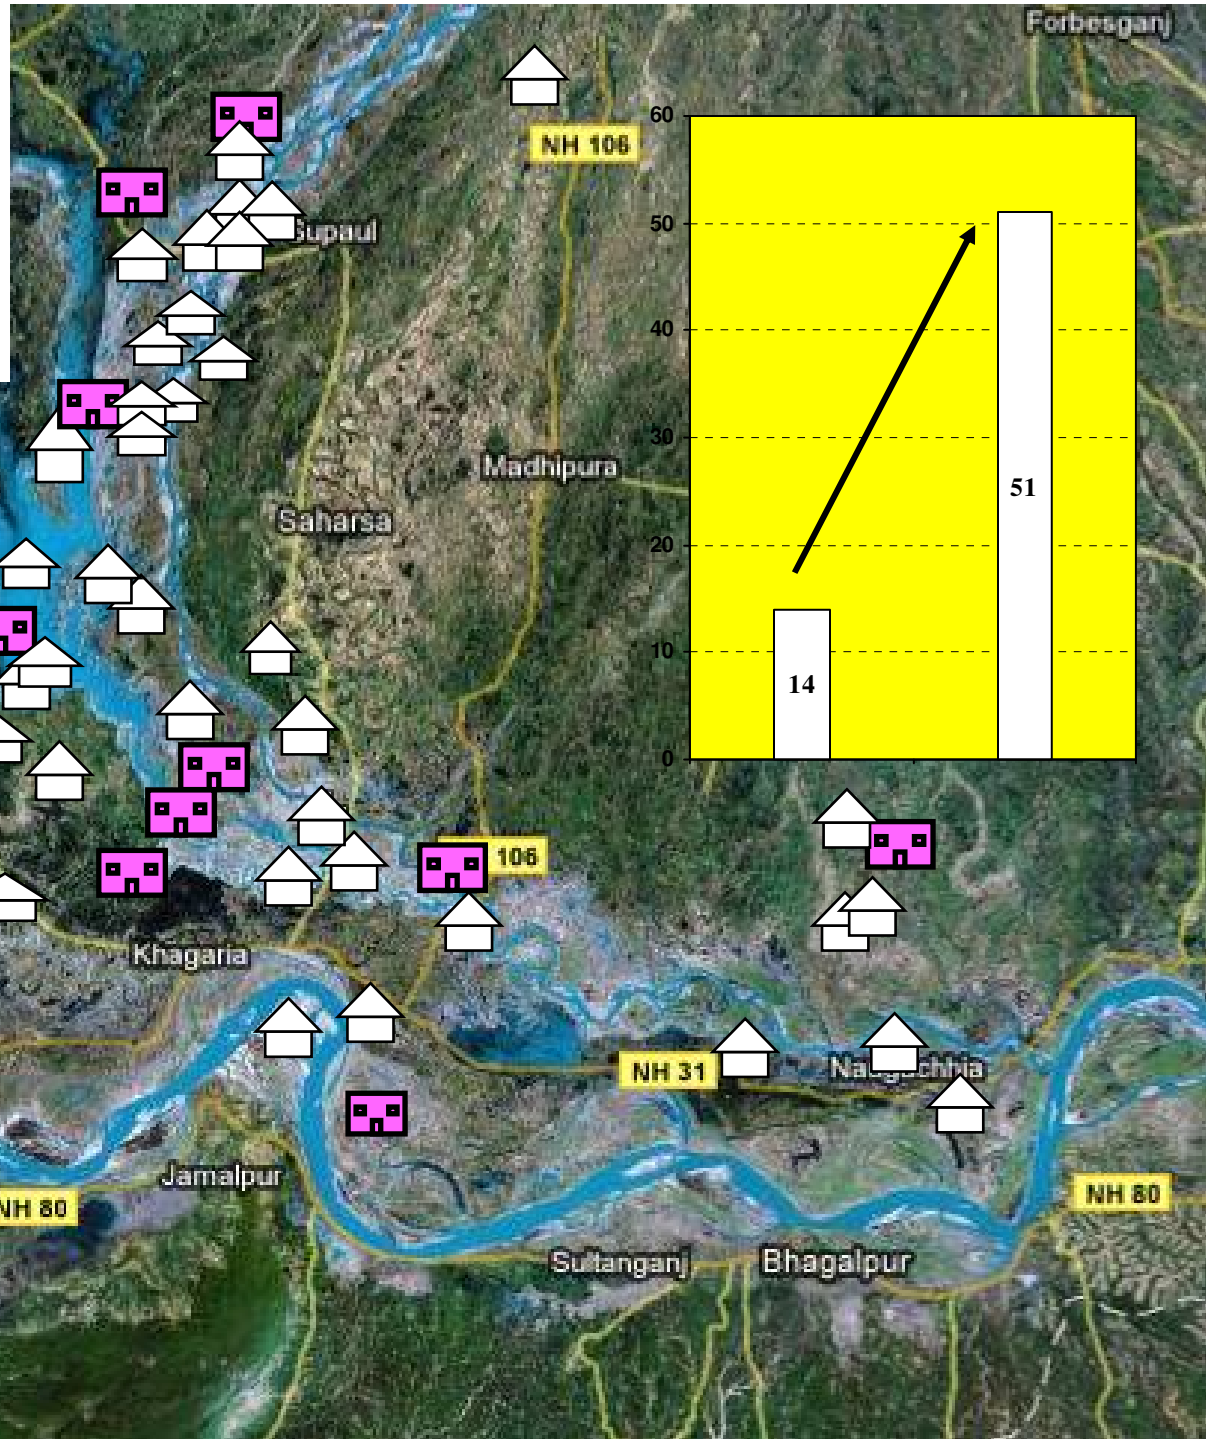 Forbesganj
60
NH 106
50
Supaul
40
30
Madhipura
51
Saharsa
20
10
14
0
106
Khagaria
NH 31
Naugachhia
Jamalpur
NH 80
NH 80
Sultanganj
Bhagalpur